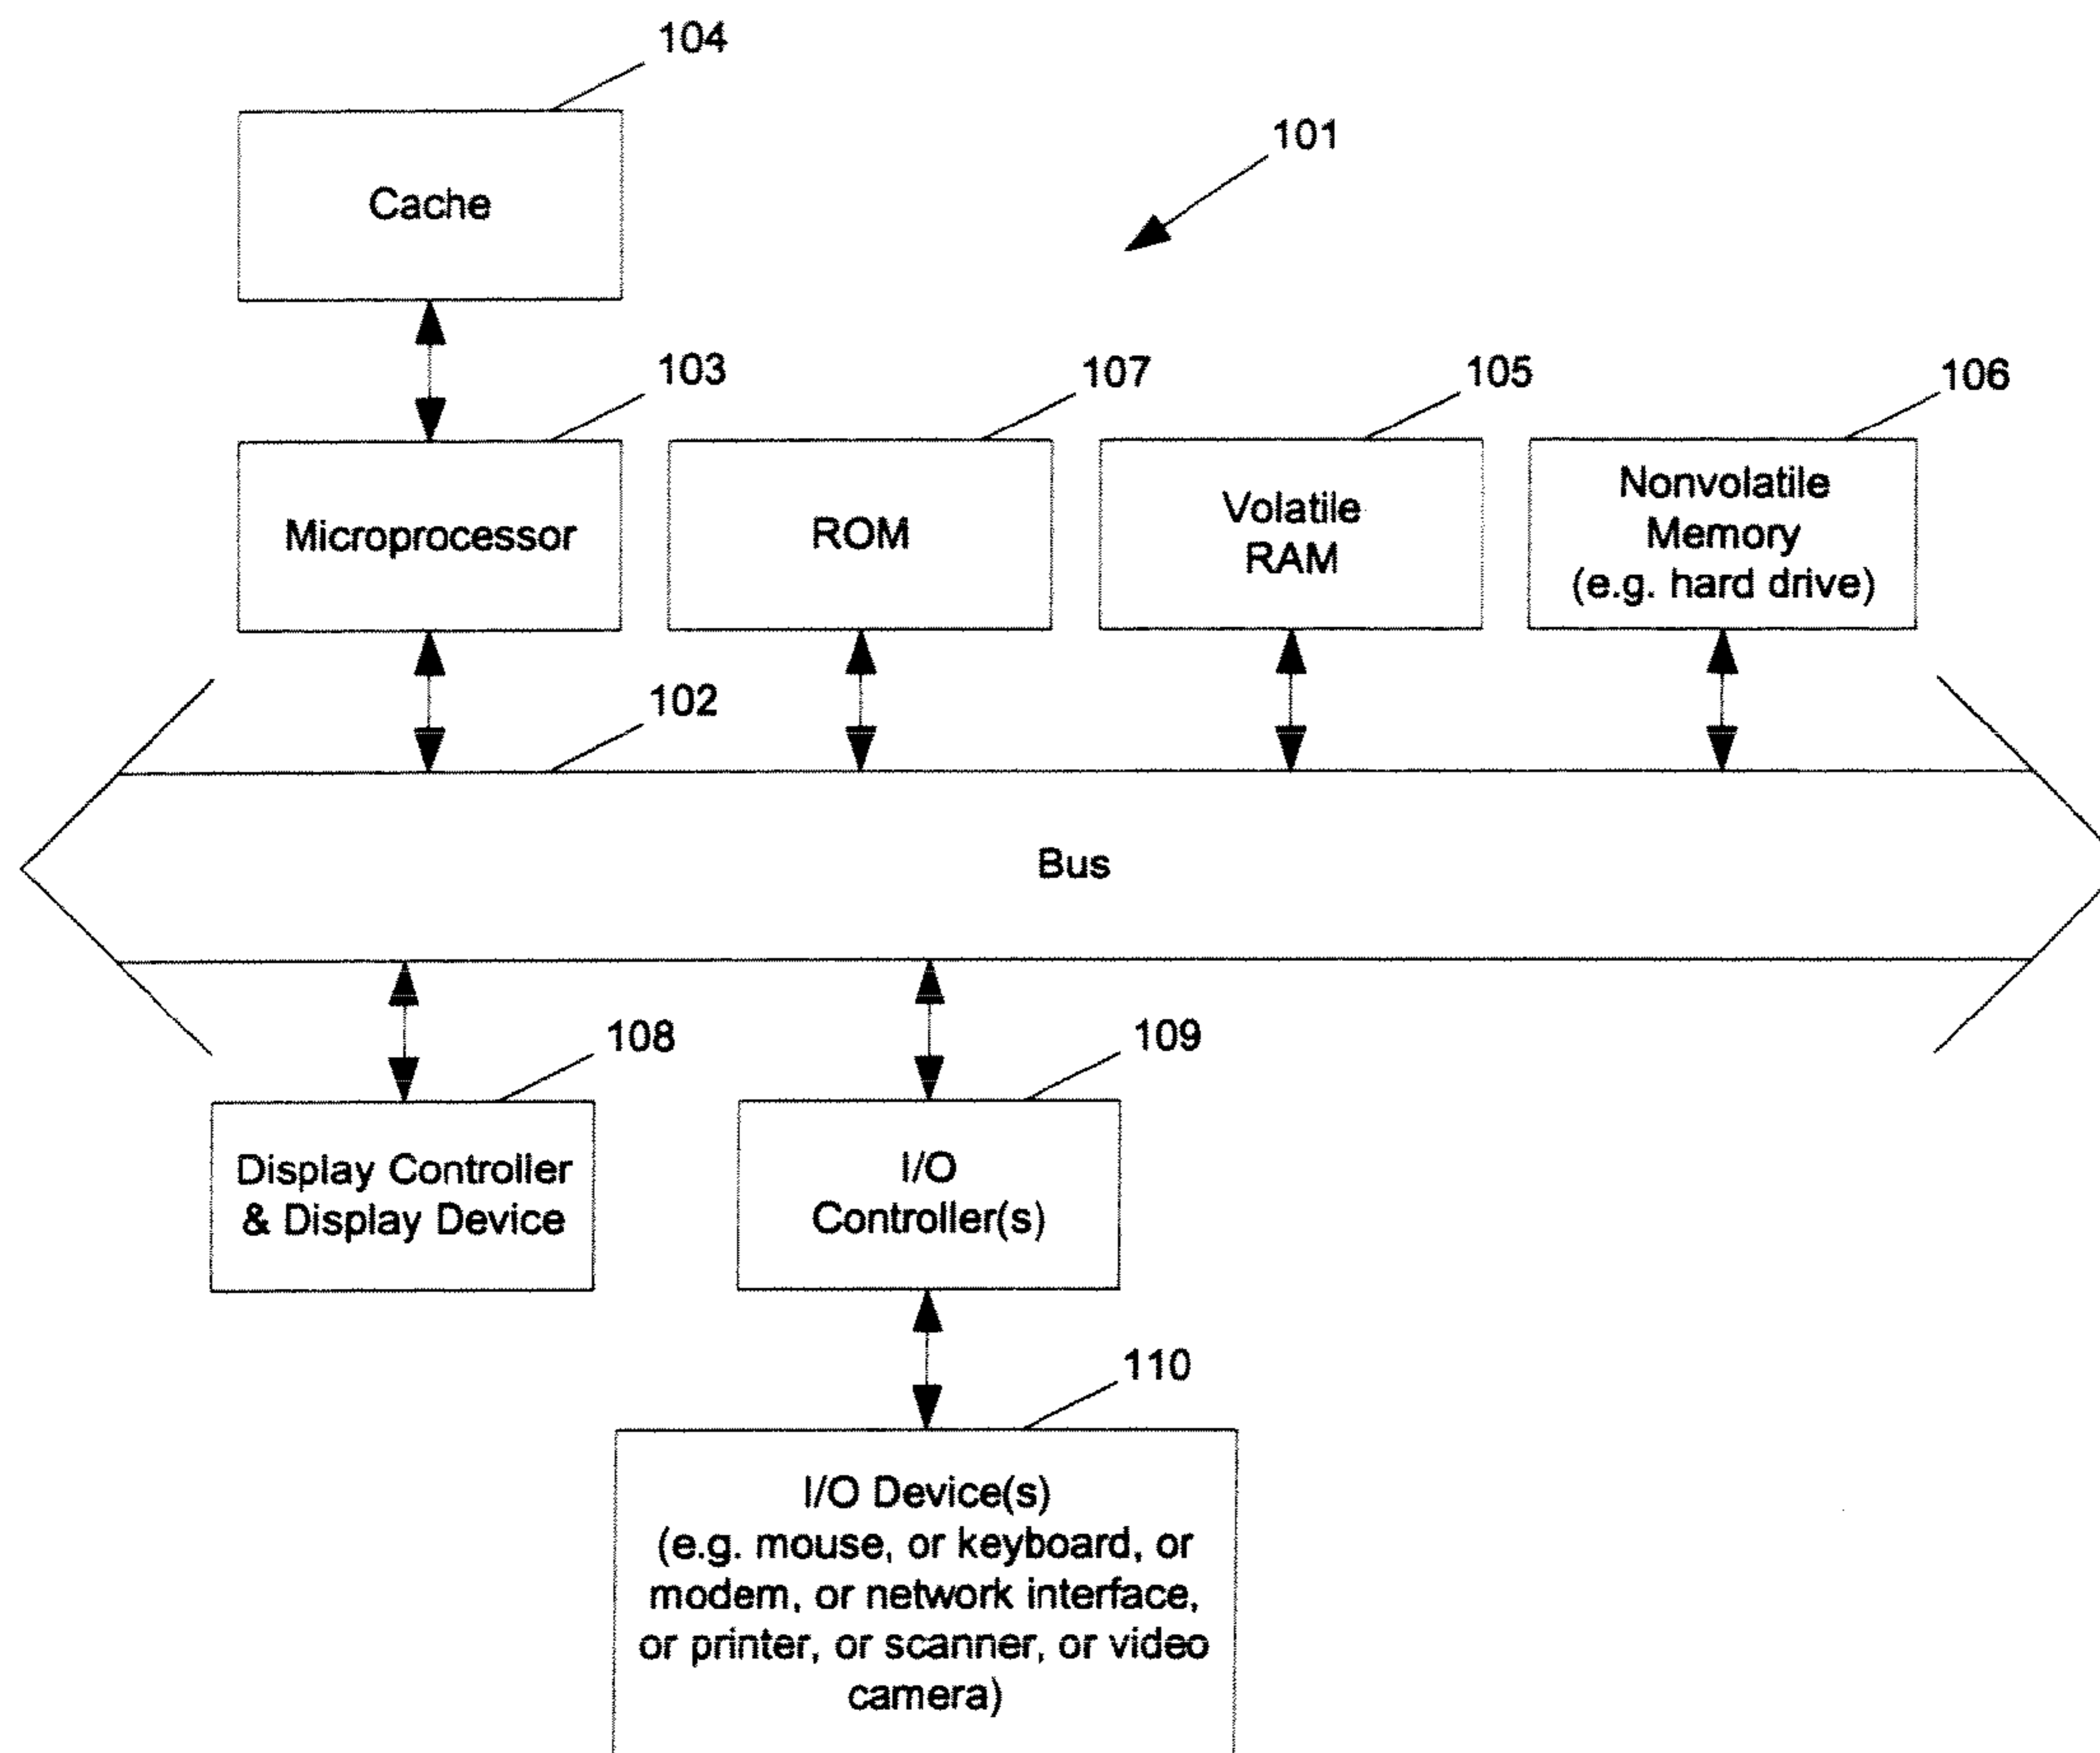 104
101
Cache
103
107
105
106
Microprocessor
ROM
Volatile
RAM
Nonvolatile
Memory
(e.g. hard drive)
102
Bus
108
109
Display Controller
& Display Device
I/O
Controller(s)
110
I/O Device(s)
(e.g. mouse, or keyboard, or
modem, or network interface,
or printer, or scanner, or video
camera)